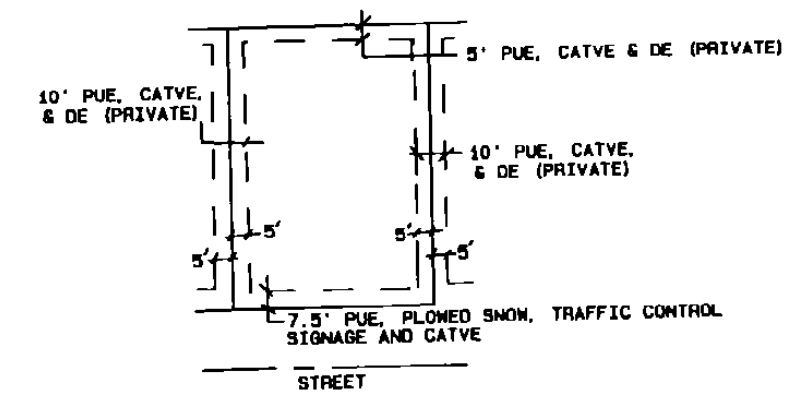 5' PUE, CATVE & DE (PRIVATE)
10' PUE, CATVE,
& DE (PRIVATE)
10' PUE, CATVE,
& DE (PRIVATE)
5'
5'
5'
5'
7.5' PUE, PLOWED SNOW, TRAFFIC CONTROL
SIGNAGE AND CATVE
STREET